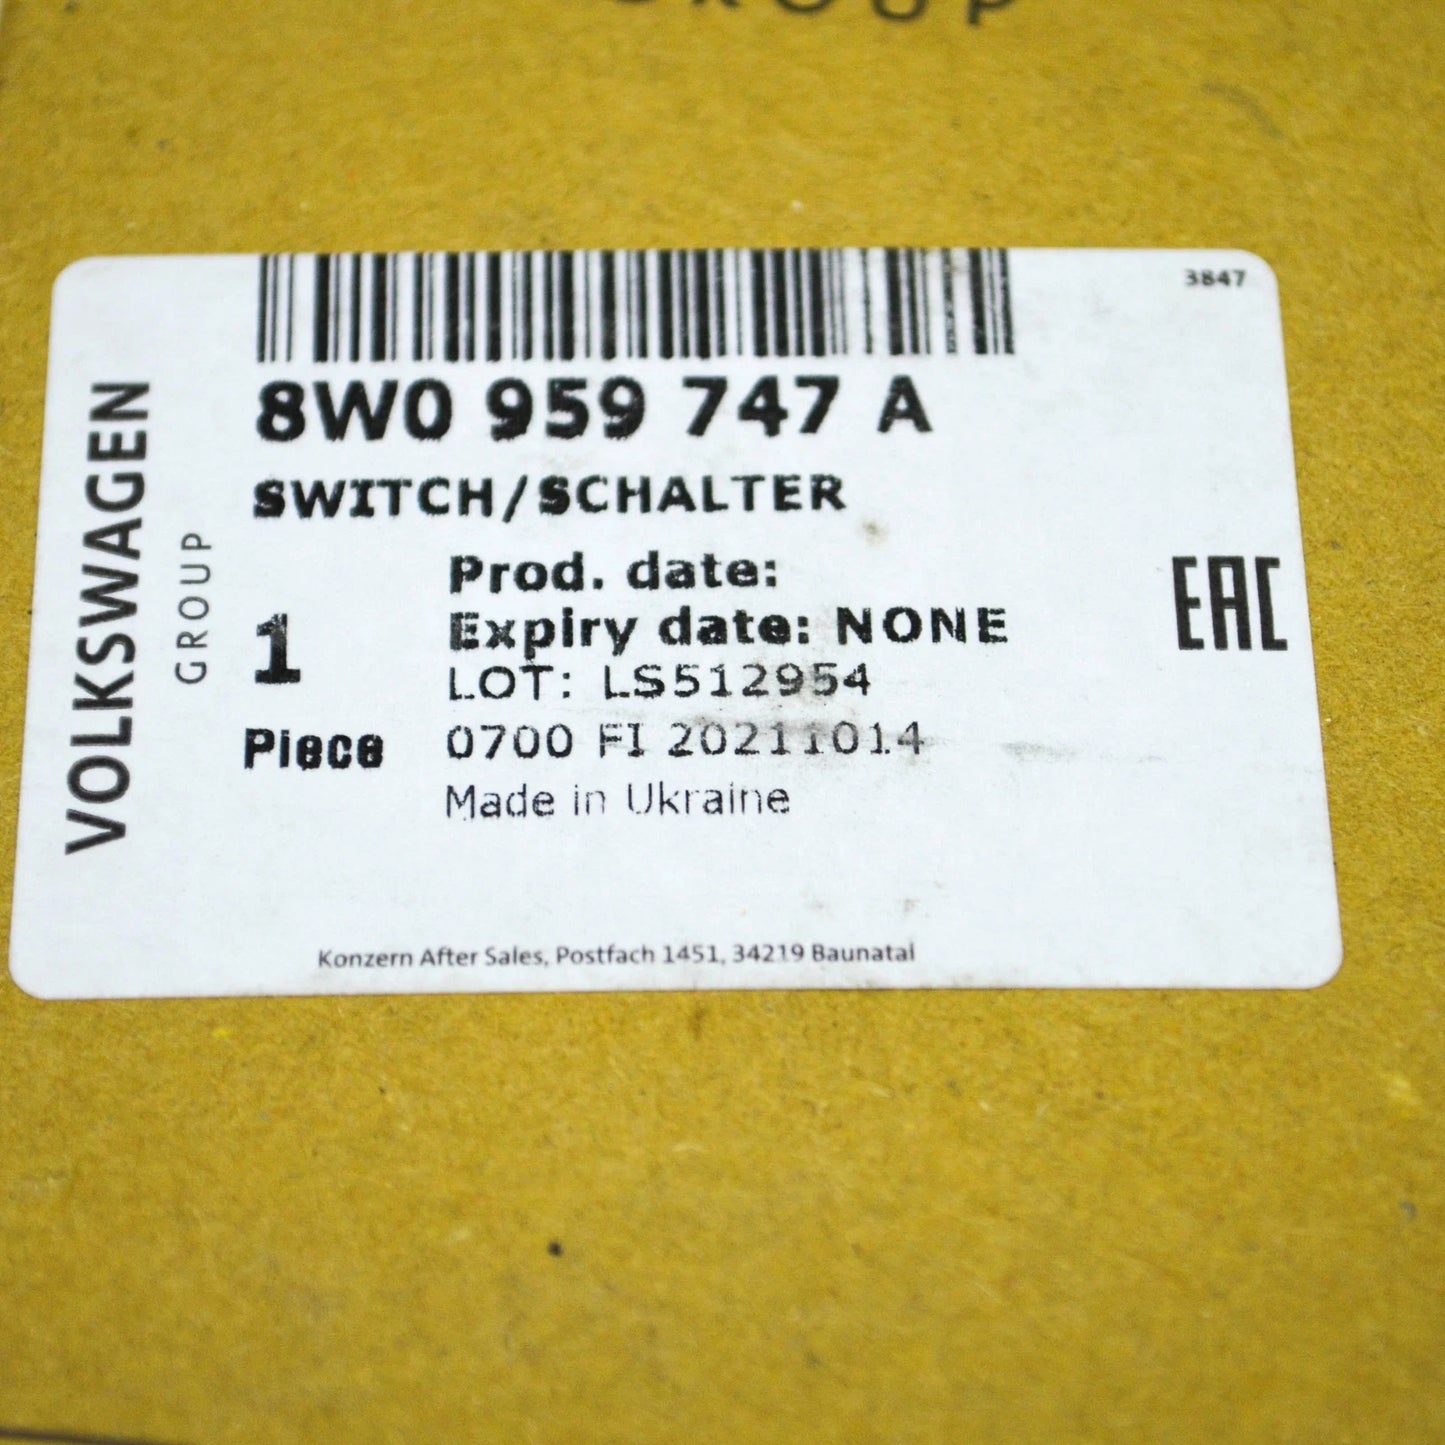 GROUP
3847
8W0 959 747 A
SWITCH/SCHALTER
VOLKSWAGEN
GROUP
1
Piece
Prod. date:
Expiry date: NONE
LOT: LS512954
0700 FI 20211014
Made in Ukraine
EAC
Konzern After Sales, Postfach 1451, 34219 Baunatal